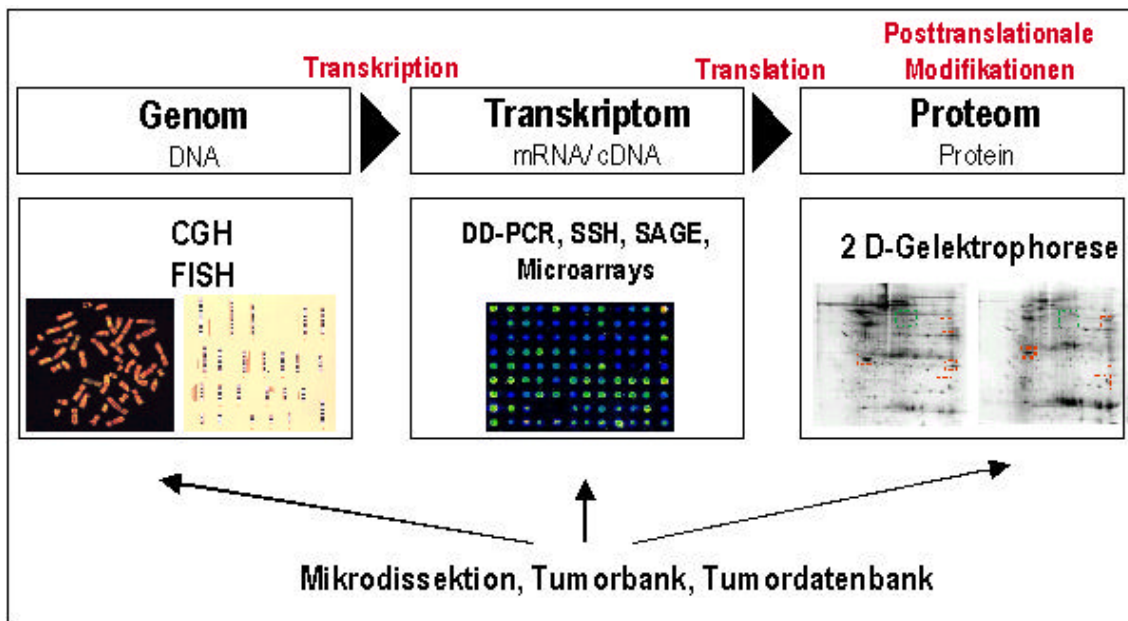 Transkription
Translation
Posttranslationale
Modifikationen
Genom
DNA
Transkriptom
mRNA/cDNA
Proteom
Protein
CGH
FISH
DD-PCR, SSH, SAGE,
Microarrays
2 D-Gelektrophorese
Mikrodissektion, Tumorbank, Tumordatenbank